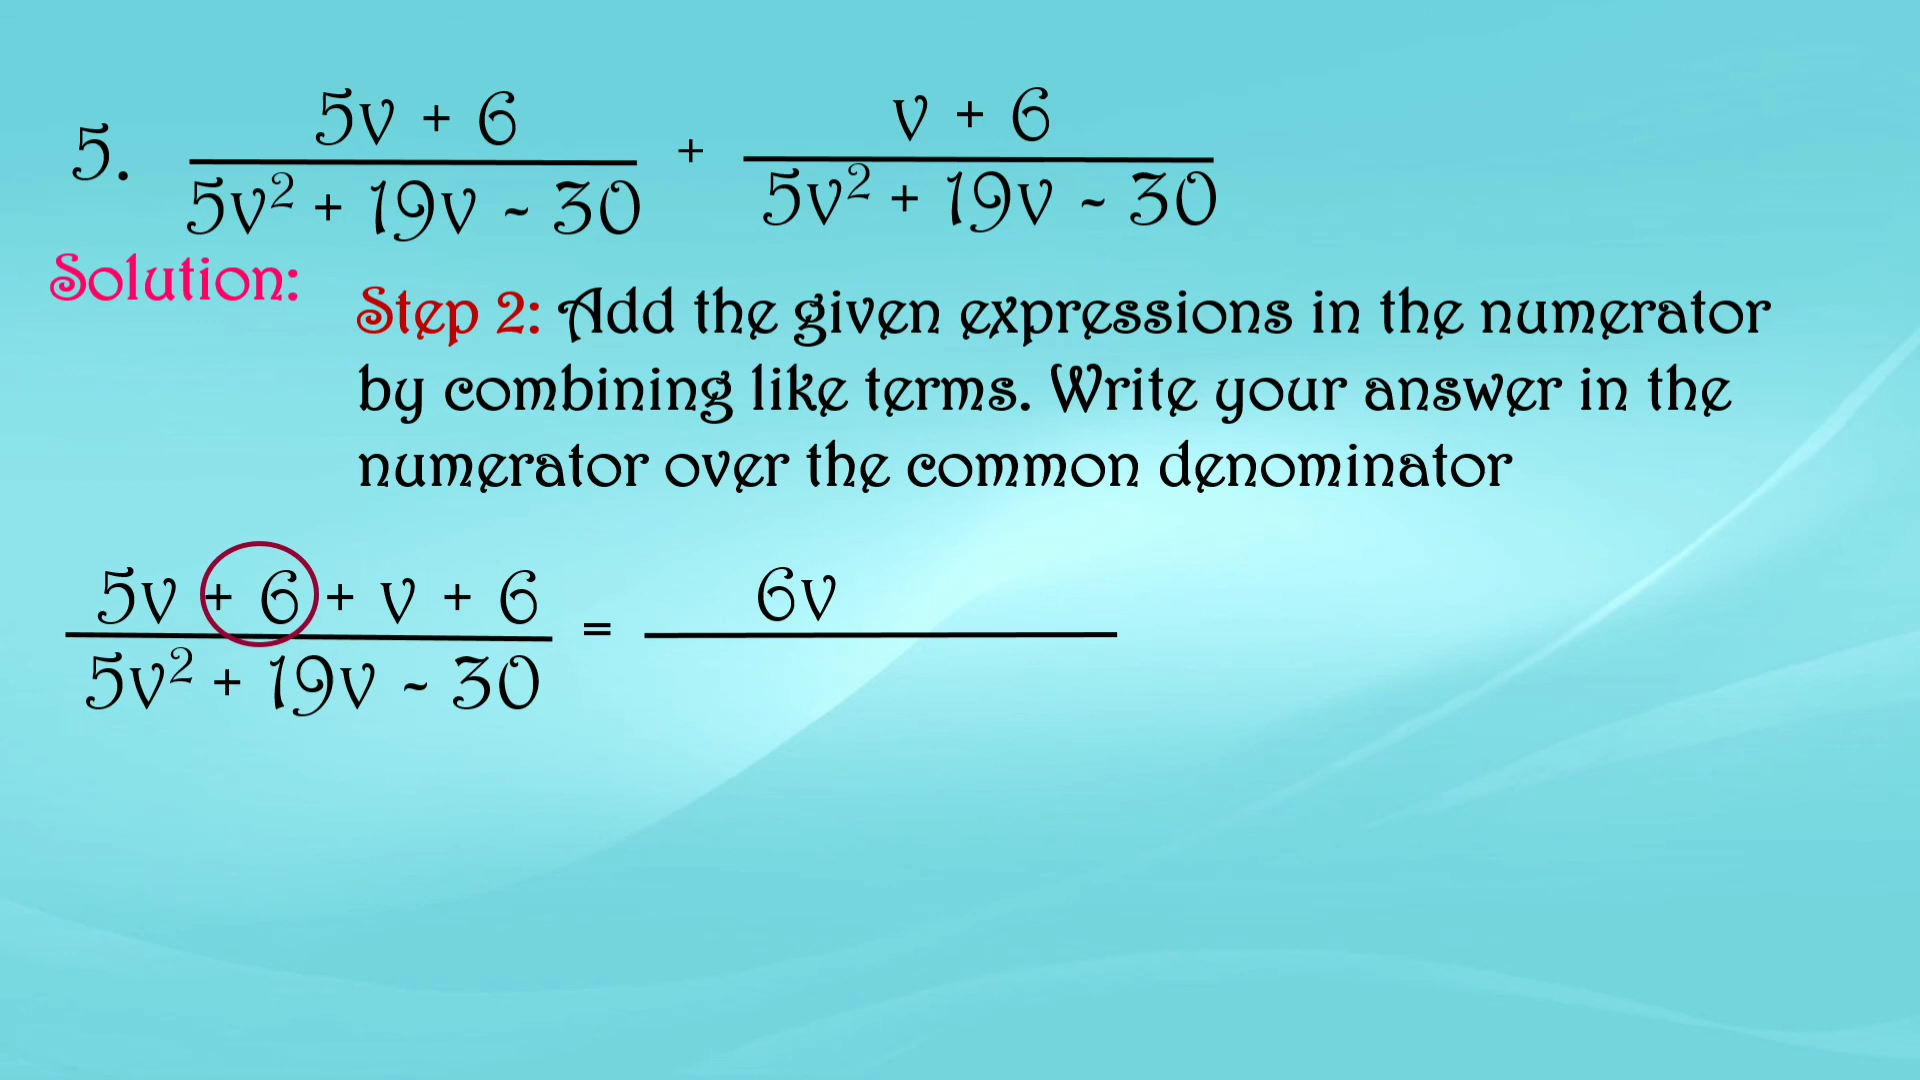 5. 5v + 6 + v + 6
5v² + 19v - 30 5v² + 19v - 30
Solution:
Step 2: Add the given expressions in the numerator
by combining like terms. Write your answer in the
numerator over the common denominator
5v + 6 + v + 6 = 6v
5v² + 19v - 30